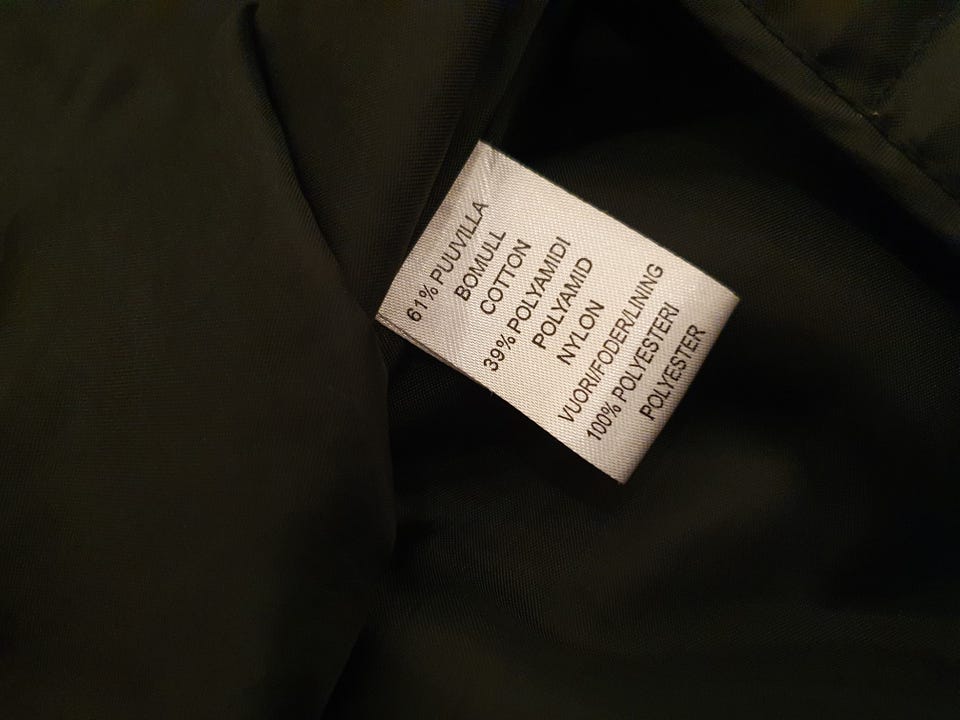 61% PUUVILLA
BOMULL
COTTON
39% POLYAMIDI
POLYAMID
NYLON
VUORI/FODER/LINING
100% POLYESTERI
POLYESTER